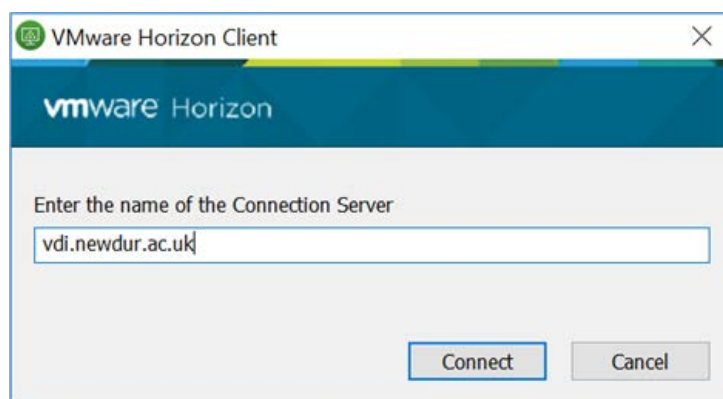 VMware Horizon Client
vmware Horizon
Enter the name of the Connection Server
vdi.newdur.ac.uk
Connect Cancel